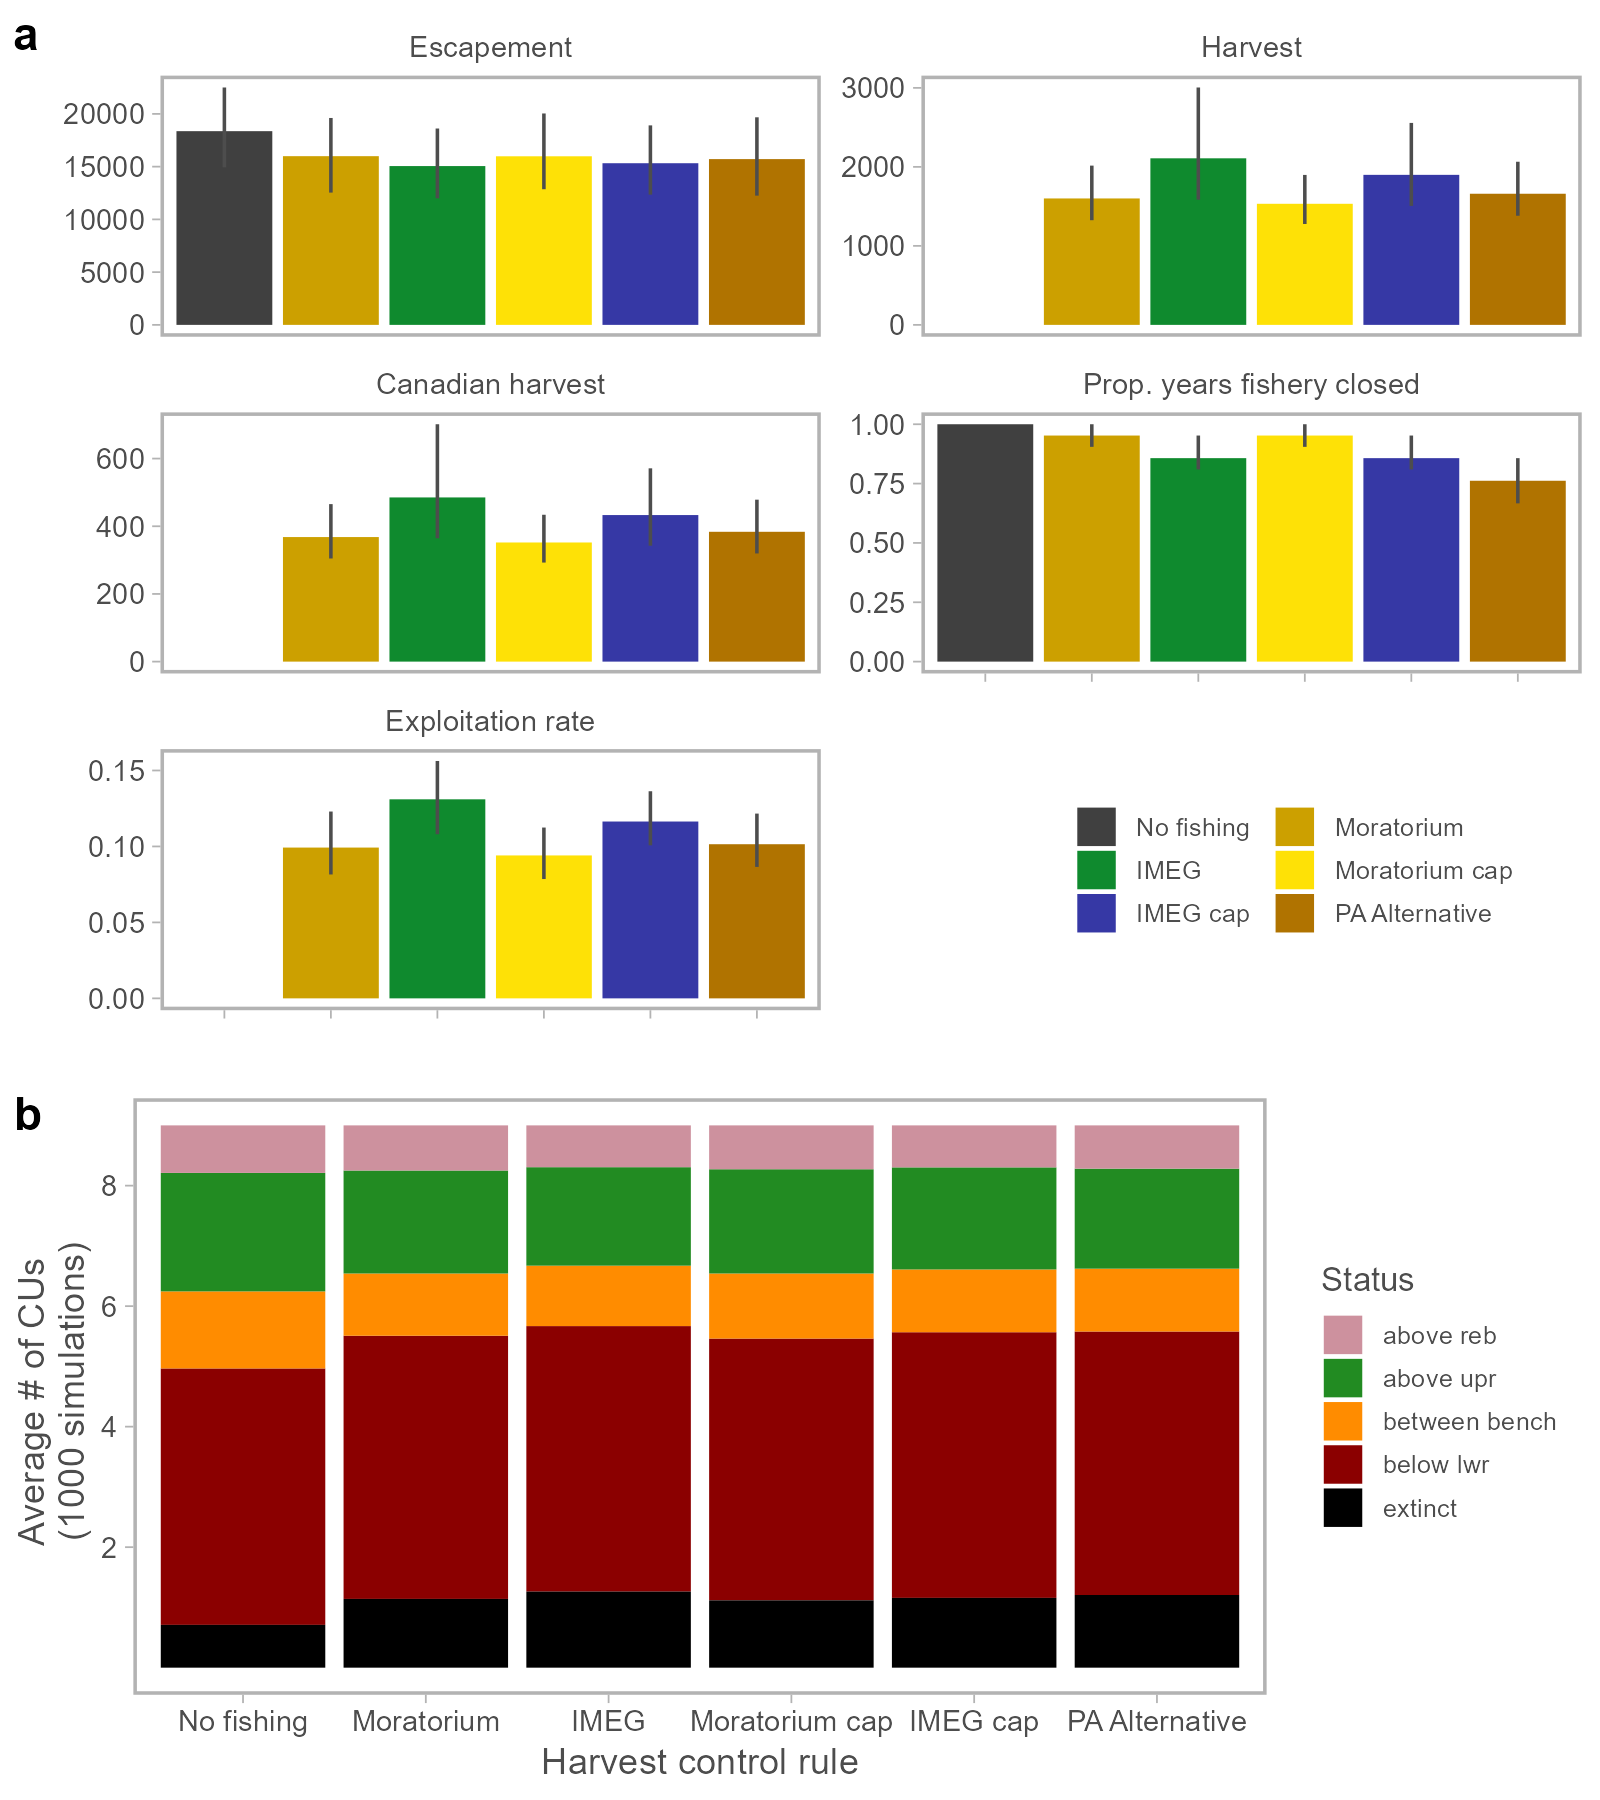 a
Escapement
20000
15000
10000
5000
0
Harvest
3000
2000
1000
0
Canadian harvest
600
400
200
0
Prop. years fishery closed
1.00
0.75
0.50
0.25
0.00
Exploitation rate
0.15
0.10
0.05
0.00
No fishing
Moratorium
IMEG
Moratorium cap
IMEG cap
PA Alternative
b
Average # of CUs
(1000 simulations)
8
6
4
2
No fishing
Moratorium
IMEG
Moratorium cap
IMEG cap
PA Alternative
Harvest control rule
Status
above reb
above upr
between bench
below lwr
extinct